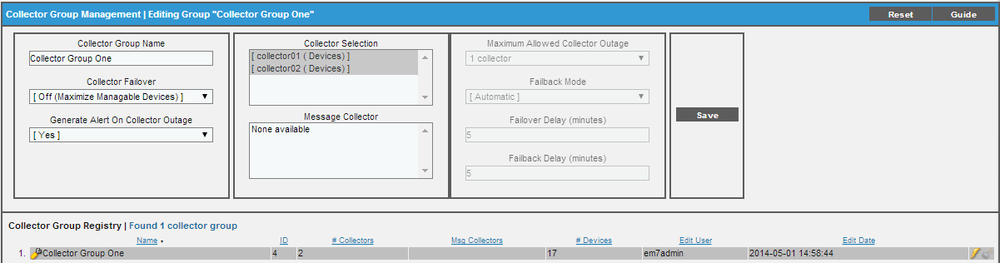 Collector Group Management | Editing Group "Collector Group One"
Reset
Guide
Collector Group Name
Collector Group One
Collector Failover
[ Off (Maximize Managable Devices) ]
Generate Alert On Collector Outage
[ Yes ]
Collector Selection
[ collector01 ( Devices) ]
[ collector02 ( Devices) ]
Message Collector
None available
Maximum Allowed Collector Outage
1 collector
Failback Mode
[ Automatic ]
Failover Delay (minutes)
5
Failback Delay (minutes)
5
Save
Collector Group Registry | Found 1 collector group
Name ID # Collectors Msg Collectors # Devices Edit User Edit Date
1. Collector Group One 4 2 17 em7admin 2014-05-01 14:58:44